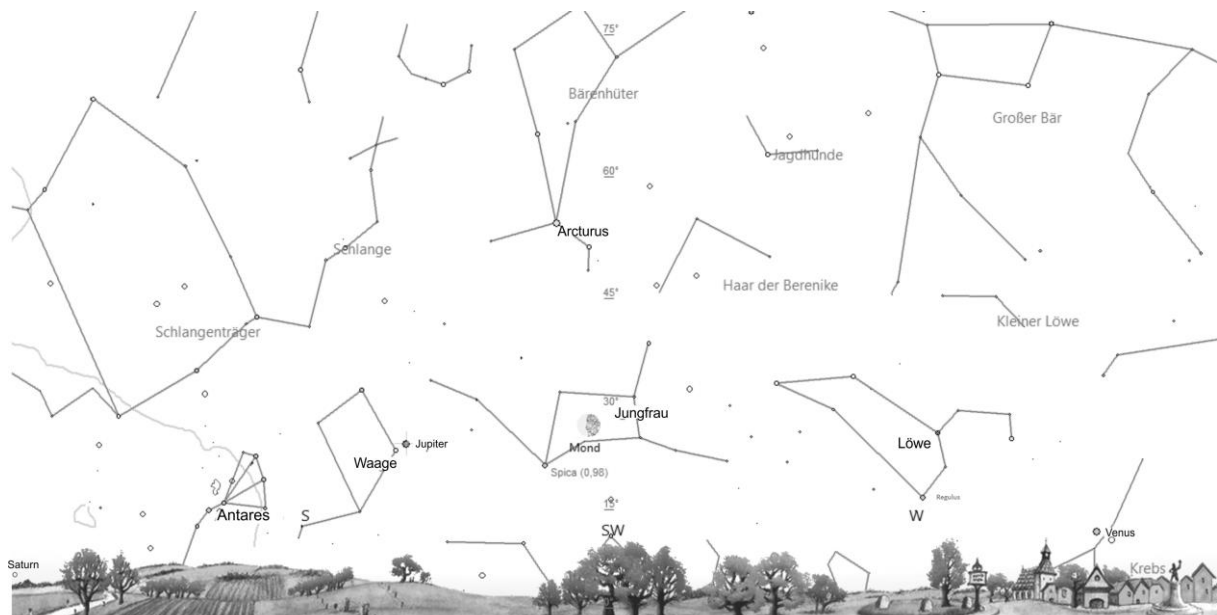 75°
Bärenhüter
Großer Bär
Jagdhunde
60°
Arcturus
Schlange
Haar der Berenike
45°
Schlangenträger
Kleiner Löwe
30°
Jungfrau
Jupiter
Löwe
Mond
Waage
Spica (0,98)
Regulus
15°
Antares
S
SW
W
Venus
Saturn
Krebs